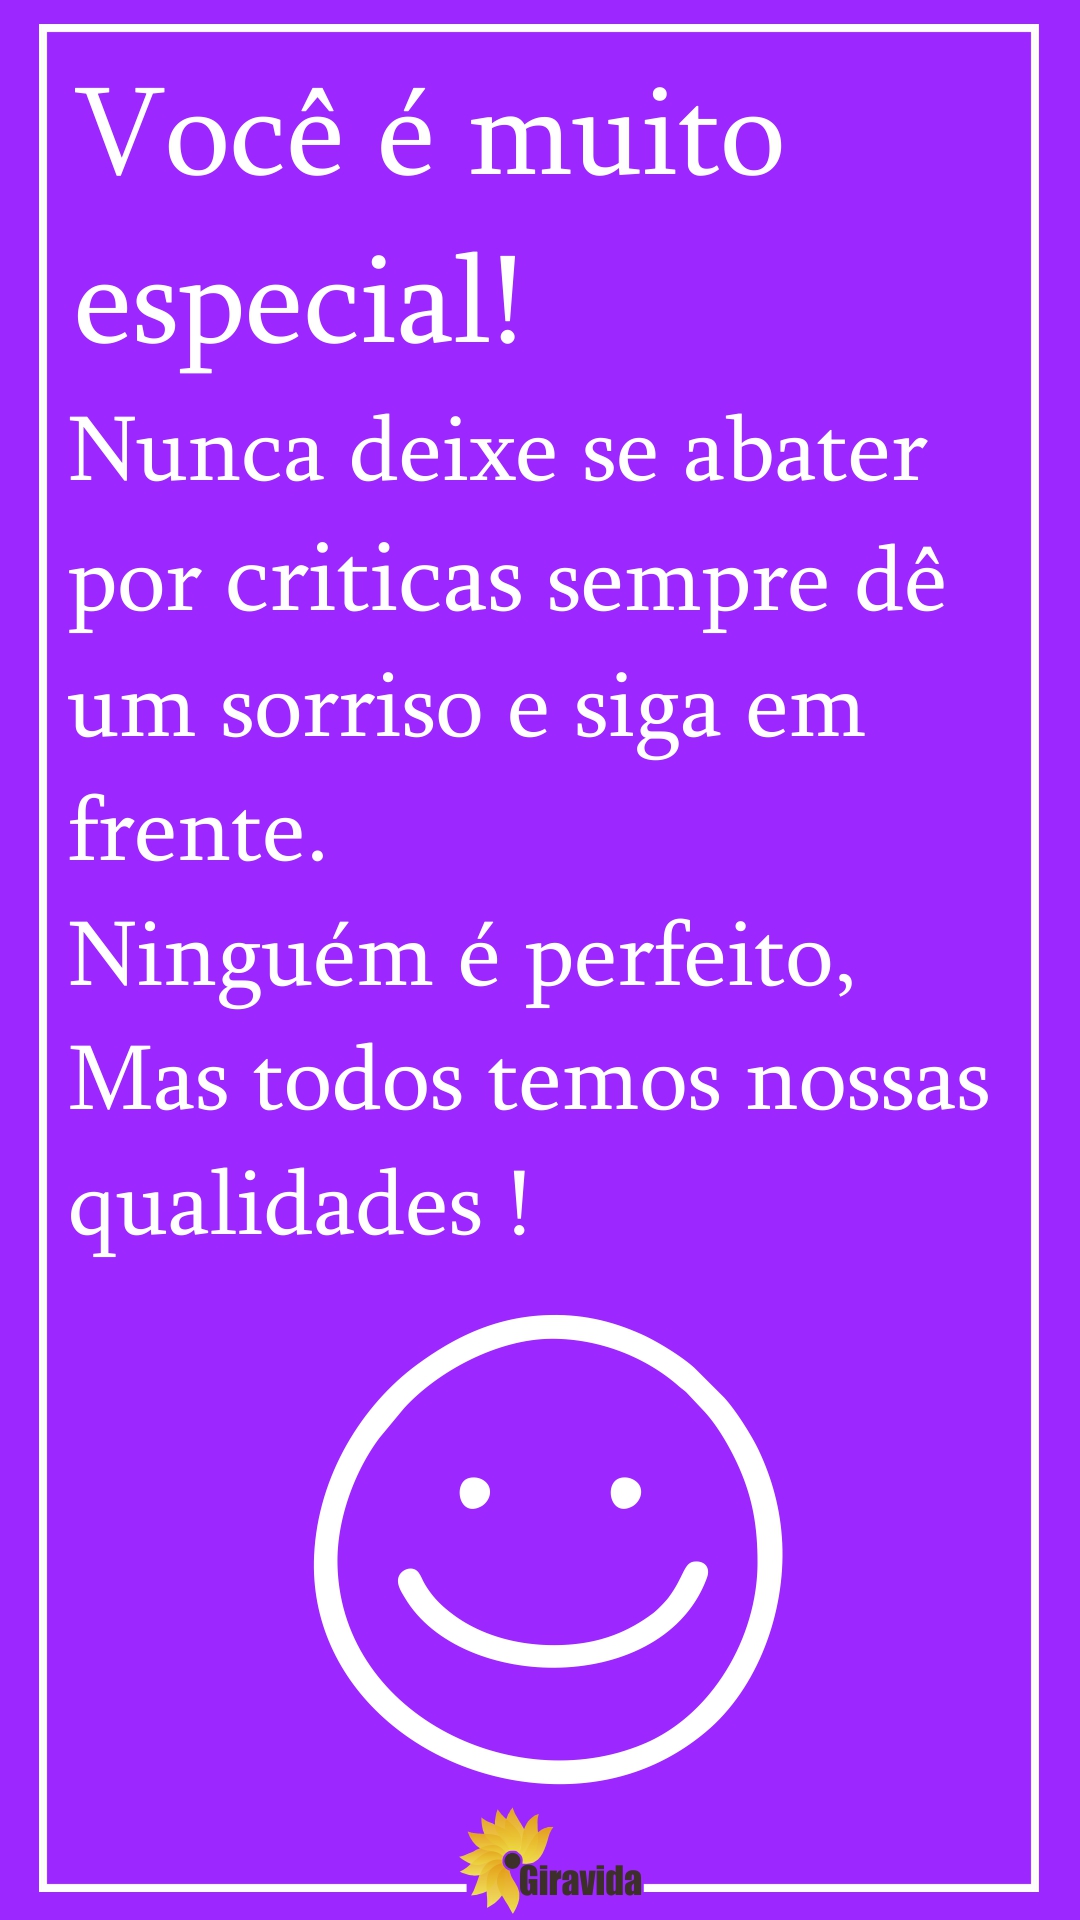 Você é muito
especial!
Nunca deixe se abater
por criticas sempre dê
um sorriso e siga em
frente.
Ninguém é perfeito,
Mas todos temos nossas
qualidades !
Giravida